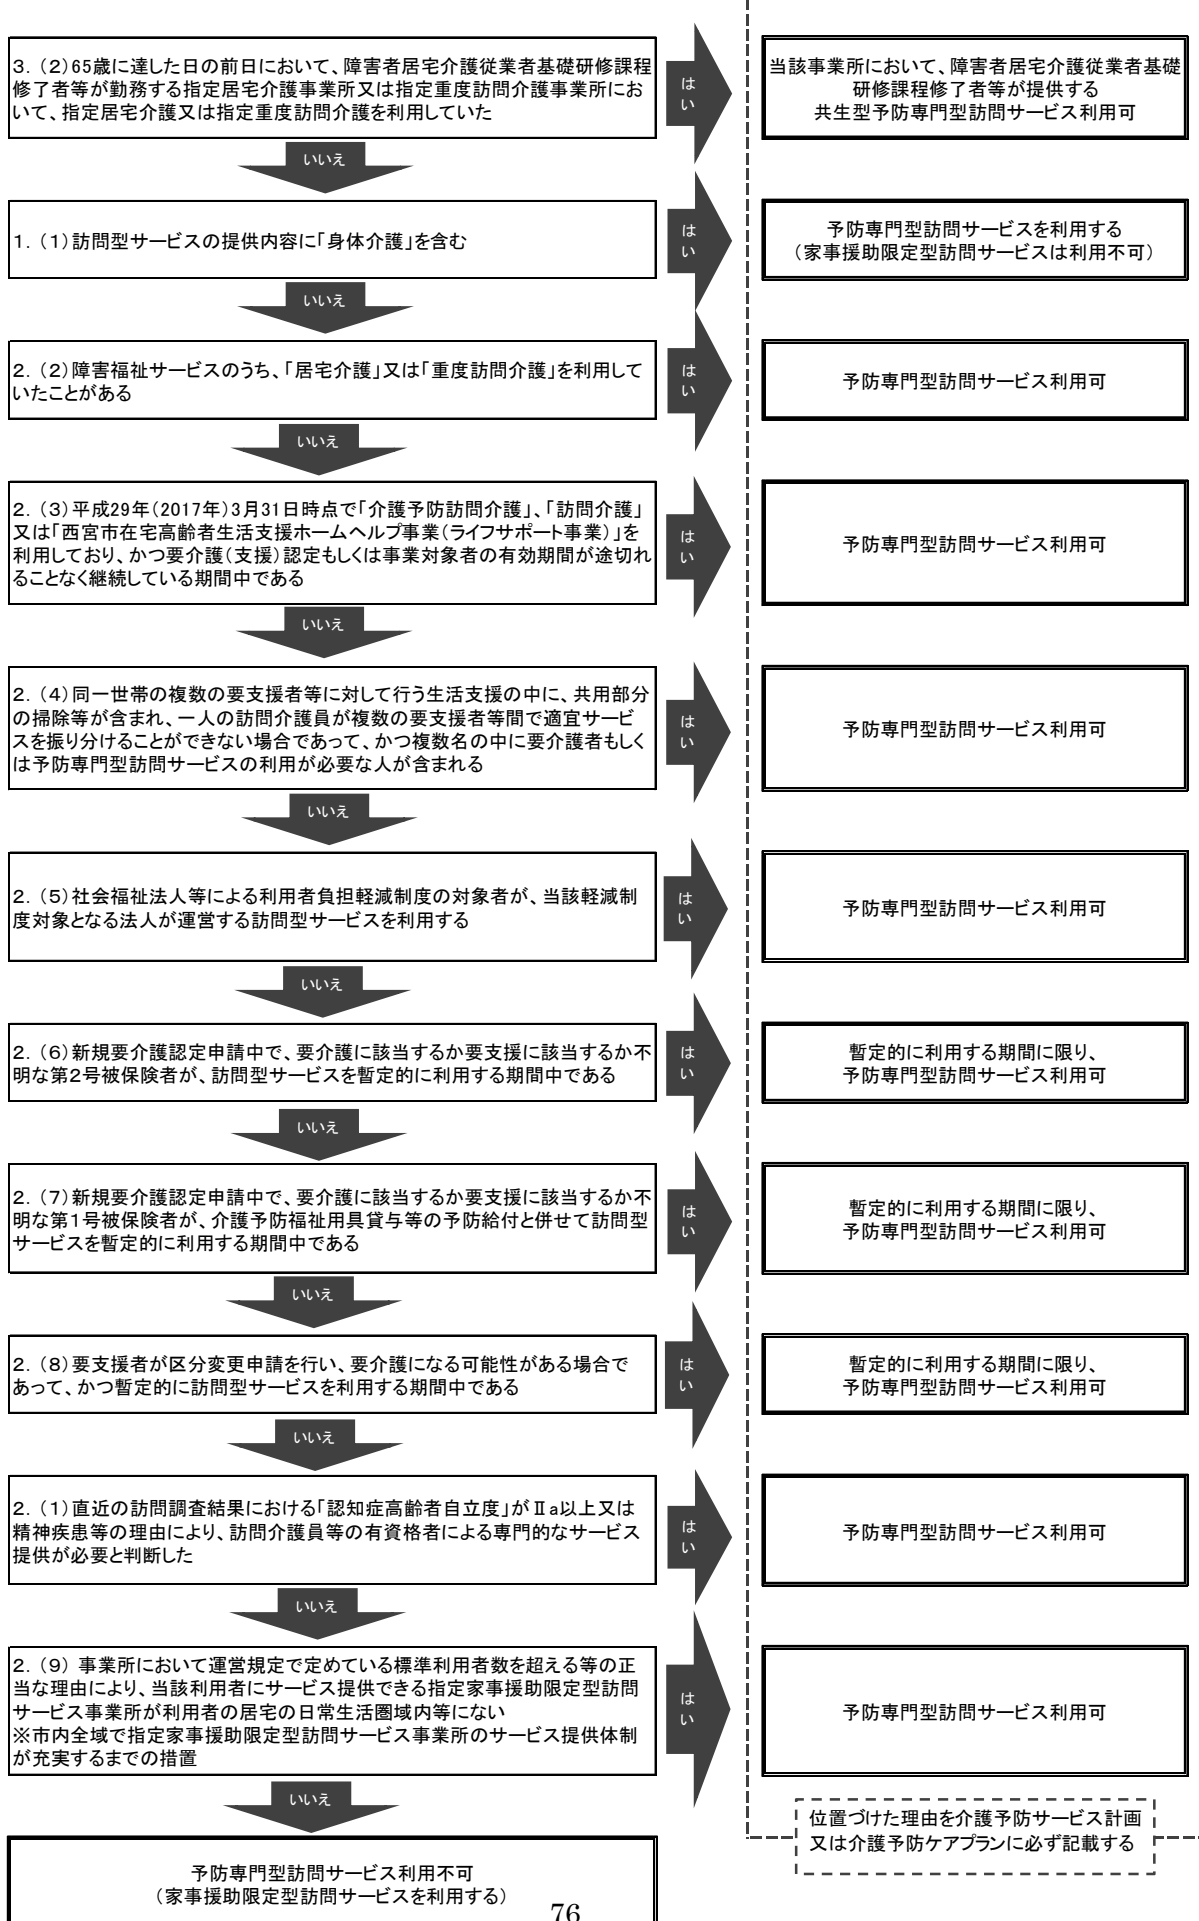 3．（2）65歳に達した日の前日において、障害者居宅介護従業者基礎研修課程
修了者等が勤務する指定居宅介護事業所又は指定重度訪問介護事業所にお
いて、指定居宅介護又は指定重度訪問介護を利用していた
は
い
当該事業所において、障害者居宅介護従業者基礎
研修課程修了者等が提供する
共生型予防専門型訪問サービス利用可
いいえ
1．（1）訪問型サービスの提供内容に「身体介護」を含む
は
い
予防専門型訪問サービスを利用する
（家事援助限定型訪問サービスは利用不可）
いいえ
2．（2）障害福祉サービスのうち、「居宅介護」又は「重度訪問介護」を利用して
いたことがある
は
い
予防専門型訪問サービス利用可
いいえ
2．（3）平成29年（2017年）3月31日時点で「介護予防訪問介護」、「訪問介護」
又は「西宮市在宅高齢者生活支援ホームヘルプ事業（ライフサポート事業）」を
利用しており、かつ要介護（支援）認定もしくは事業対象者の有効期間が途切れ
ることなく継続している期間中である
は
い
予防専門型訪問サービス利用可
いいえ
2．（4）同一世帯の複数の要支援者等に対して行う生活支援の中に、共用部分
の掃除等が含まれ、一人の訪問介護員が複数の要支援者等間で適宜サービ
スを振り分けることができない場合であって、かつ複数名の中に要介護者もしく
は予防専門型訪問サービスの利用が必要な人が含まれる
は
い
予防専門型訪問サービス利用可
いいえ
2．（5）社会福祉法人等による利用者負担軽減制度の対象者が、当該軽減制
度対象となる法人が運営する訪問型サービスを利用する
は
い
予防専門型訪問サービス利用可
いいえ
2．（6）新規要介護認定申請中で、要介護に該当するか要支援に該当するか不
明な第2号被保険者が、訪問型サービスを暫定的に利用する期間中である
は
い
暫定的に利用する期間に限り、
予防専門型訪問サービス利用可
いいえ
2．（7）新規要介護認定申請中で、要介護に該当するか要支援に該当するか不
明な第1号被保険者が、介護予防福祉用具貸与等の予防給付と併せて訪問型
サービスを暫定的に利用する期間中である
は
い
暫定的に利用する期間に限り、
予防専門型訪問サービス利用可
いいえ
2．（8）要支援者が区分変更申請を行い、要介護になる可能性がある場合で
あって、かつ暫定的に訪問型サービスを利用する期間中である
は
い
暫定的に利用する期間に限り、
予防専門型訪問サービス利用可
いいえ
2．（1）直近の訪問調査結果における「認知症高齢者自立度」がⅡa以上又は
精神疾患等の理由により、訪問介護員等の有資格者による専門的なサービス
提供が必要と判断した
は
い
予防専門型訪問サービス利用可
いいえ
2．（9） 事業所において運営規定で定めている標準利用者数を超える等の正
当な理由により、当該利用者にサービス提供できる指定家事援助限定型訪問
サービス事業所が利用者の居宅の日常生活圏域内等にない
※市内全域で指定家事援助限定型訪問サービス事業所のサービス提供体制
が充実するまでの措置
は
い
予防専門型訪問サービス利用可
いいえ
位置づけた理由を介護予防サービス計画
又は介護予防ケアプランに必ず記載する
予防専門型訪問サービス利用不可
（家事援助限定型訪問サービスを利用する）
76